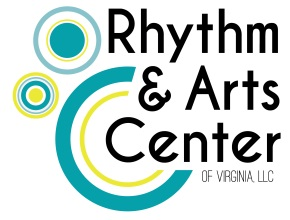 Rhythm
& Arts
Center
OF VIRGINIA, LLC